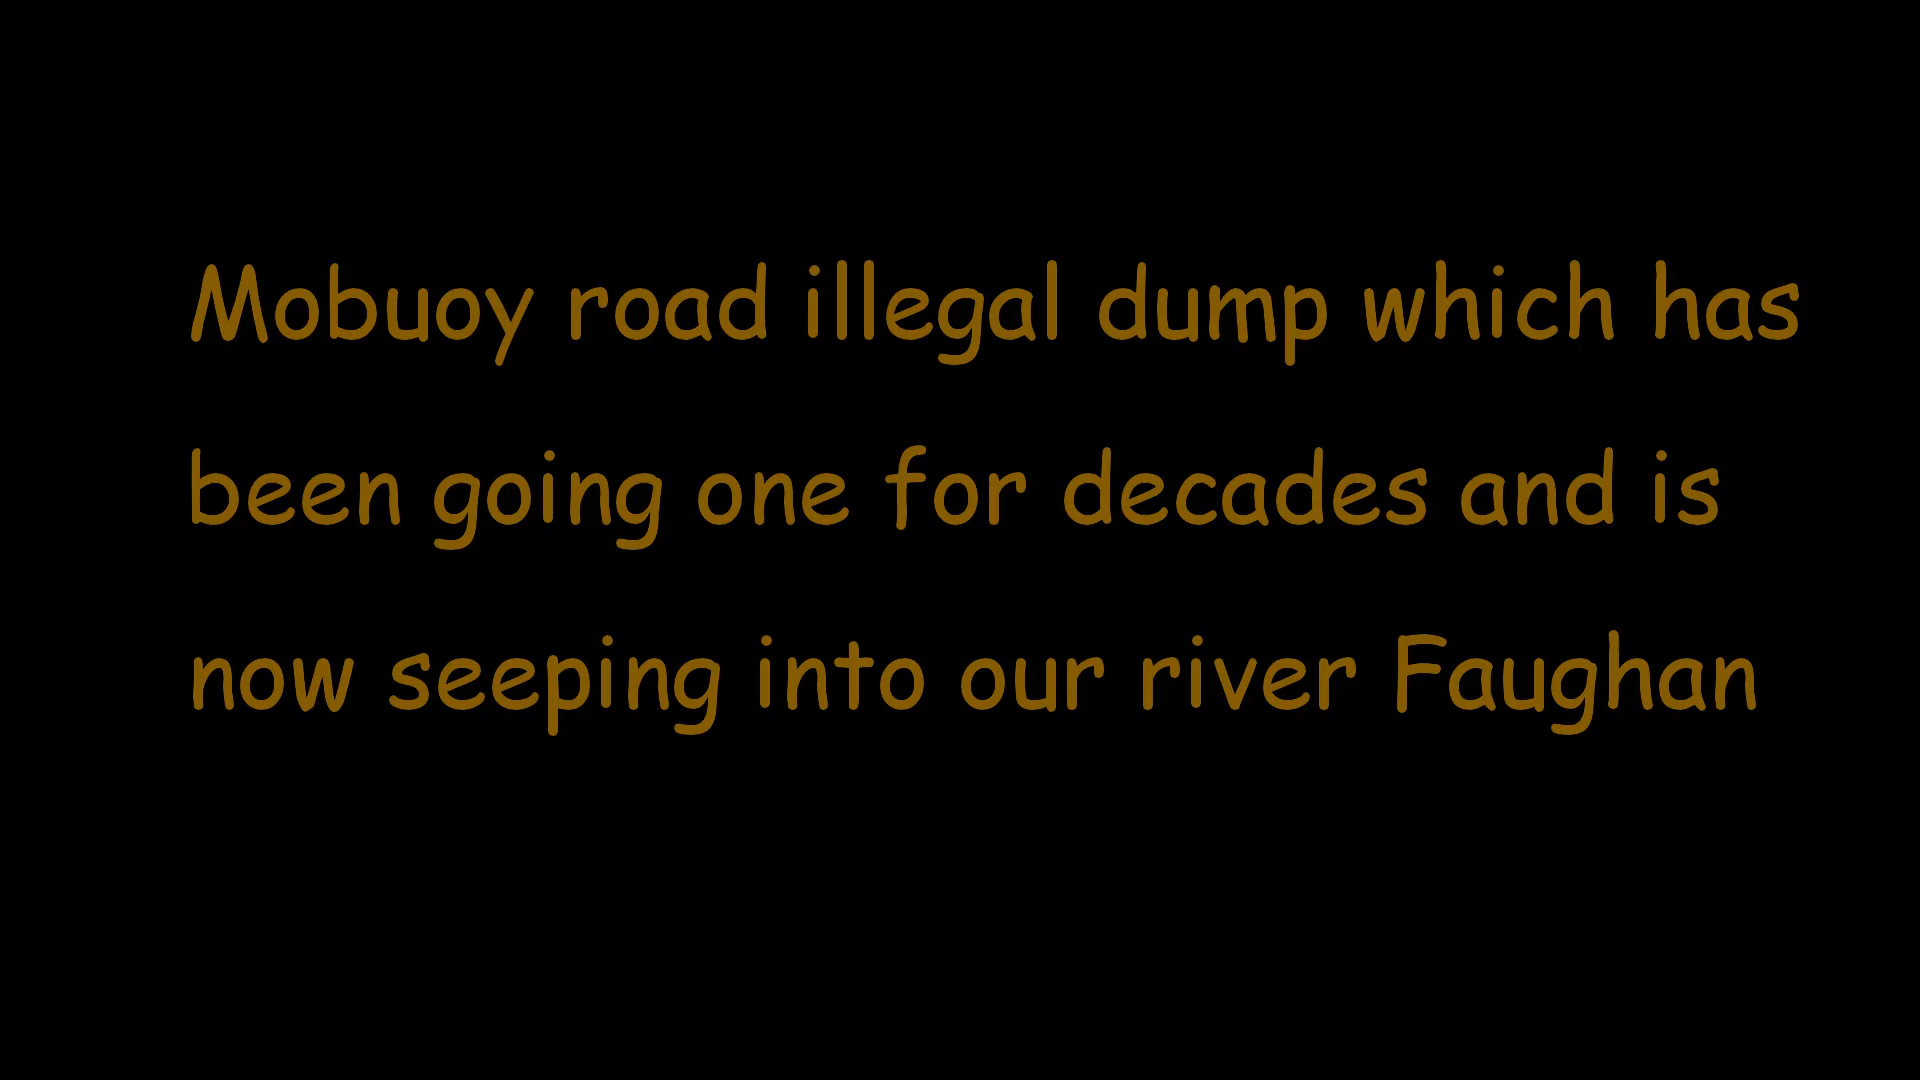 Mobuoy road illegal dump which has
been going one for decades and is
now seeping into our river Faughan